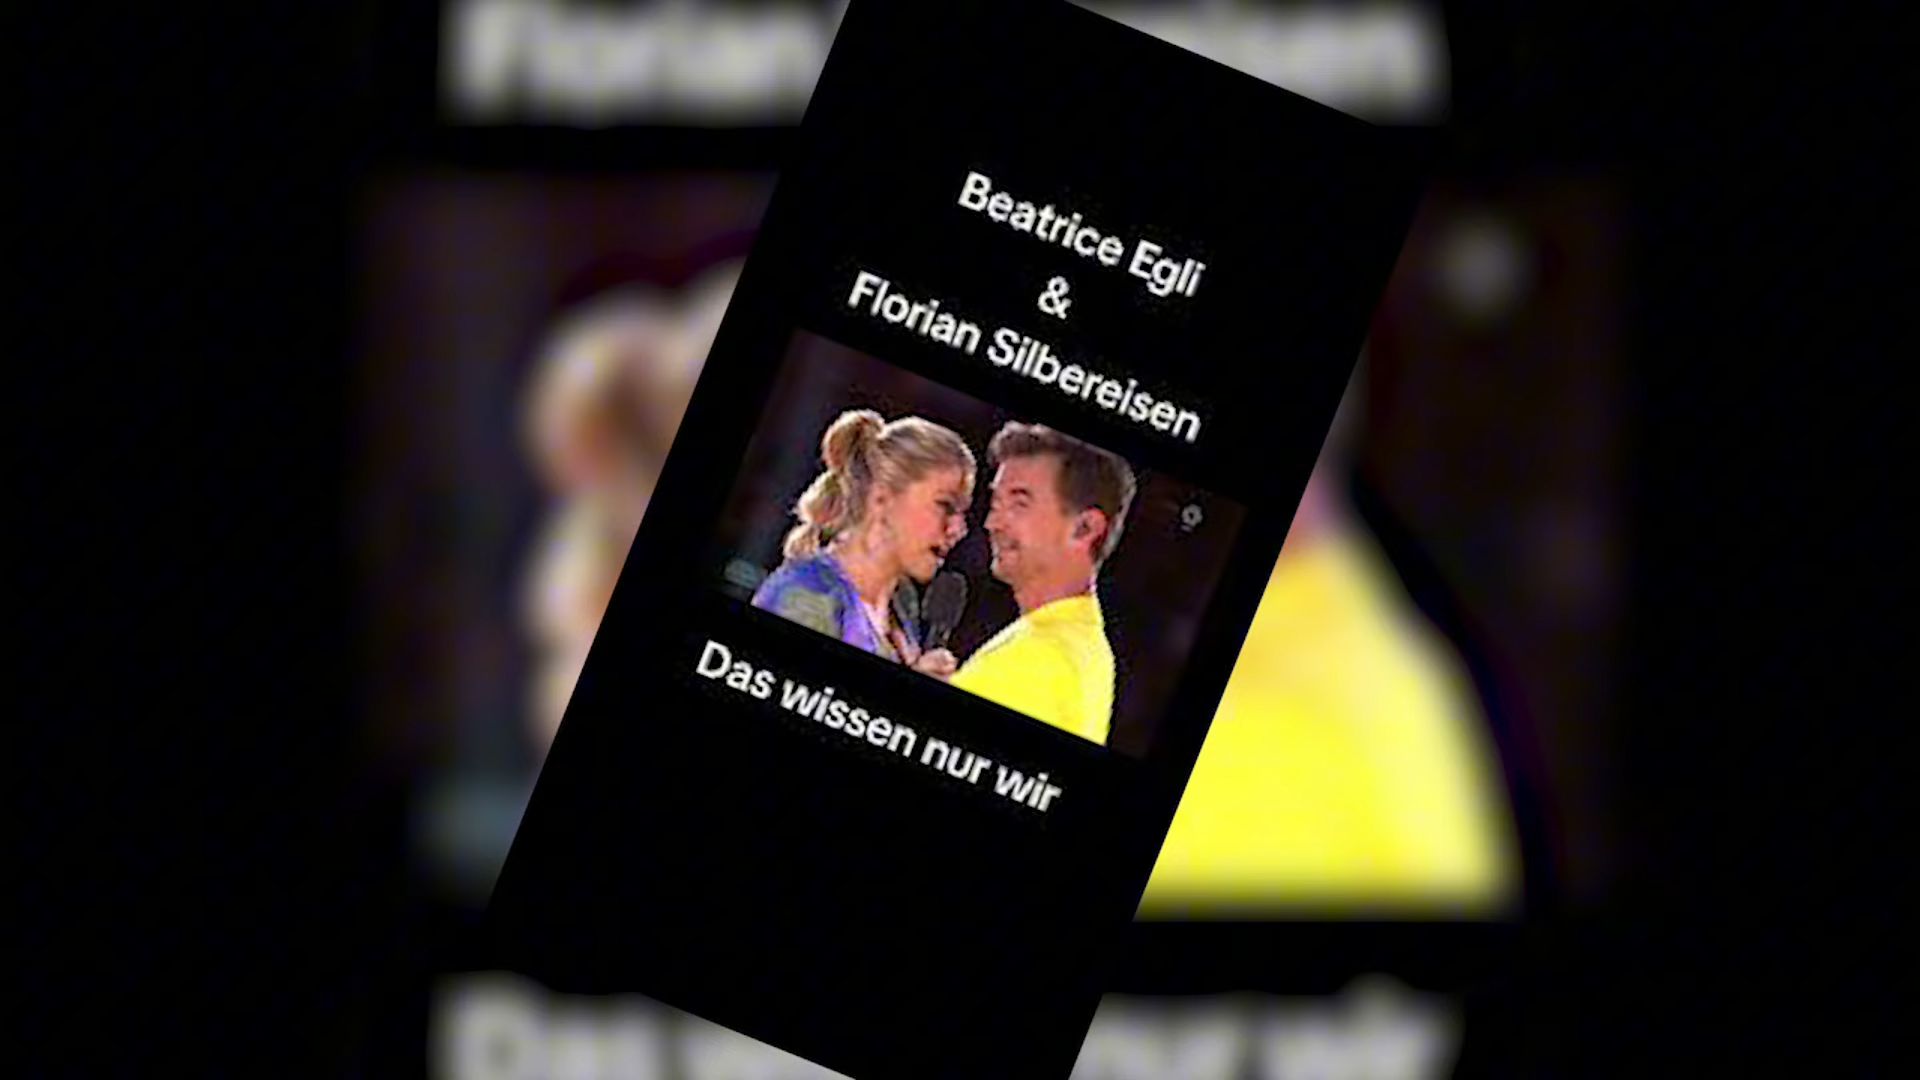 Beatrice Egli
&
Florian Silbereisen
Das wissen nur wir